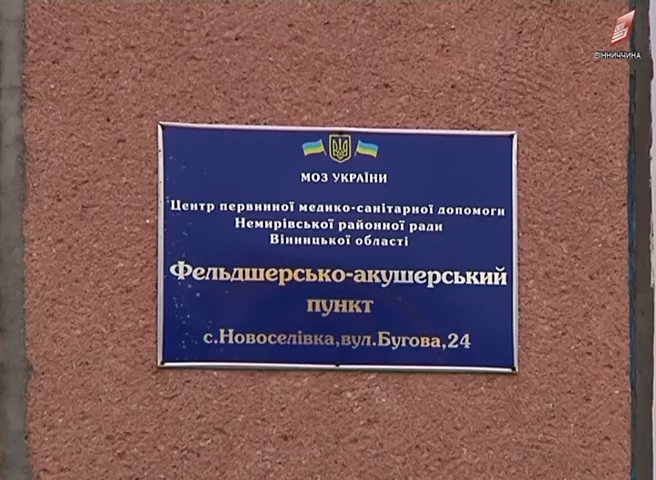 ВІННИЧЧИНА
МОЗ УКРАЇНИ
Центр первинної медико-санітарної допомоги
Немирівської районної ради
Вінницької області
Фельдшерсько-акушерський
пункт
с.Новоселівка,вул.Бугова,24